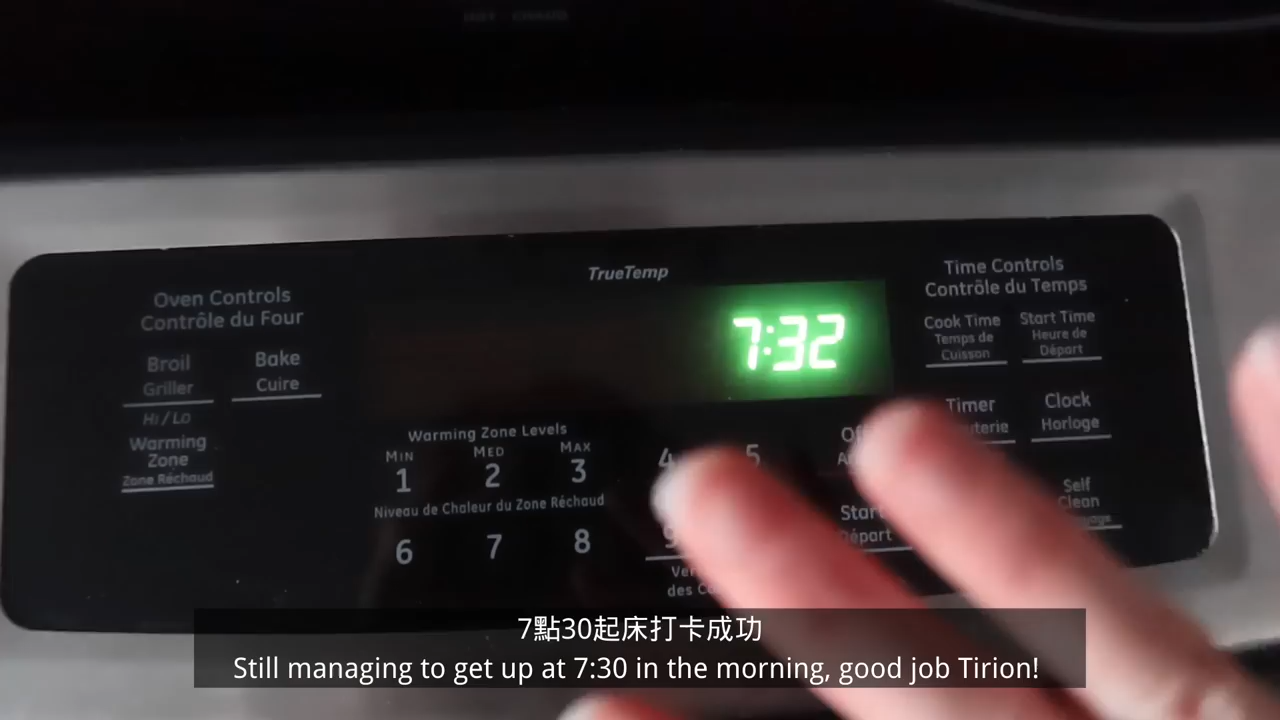 TrueTemp
Oven Controls
Contrôle du Four
Broil
Griller
Bake
Cuire
HI / LO
Warming
Zone
Zone Réchaud
7:32
Time Controls
Contrôle du Temps
Cook Time
Temps de
Cuisson
Start Time
Heure de
Départ
Timer
Clock
Horloge
Warming Zone Levels
MIN
MED
MAX
1 2 3 4 5
Niveau de Chaleur du Zone Réchaud
6 7 8 9
Start
Départ
Self
Clean
7點30起床打卡成功
Still managing to get up at 7:30 in the morning, good job Tirion!